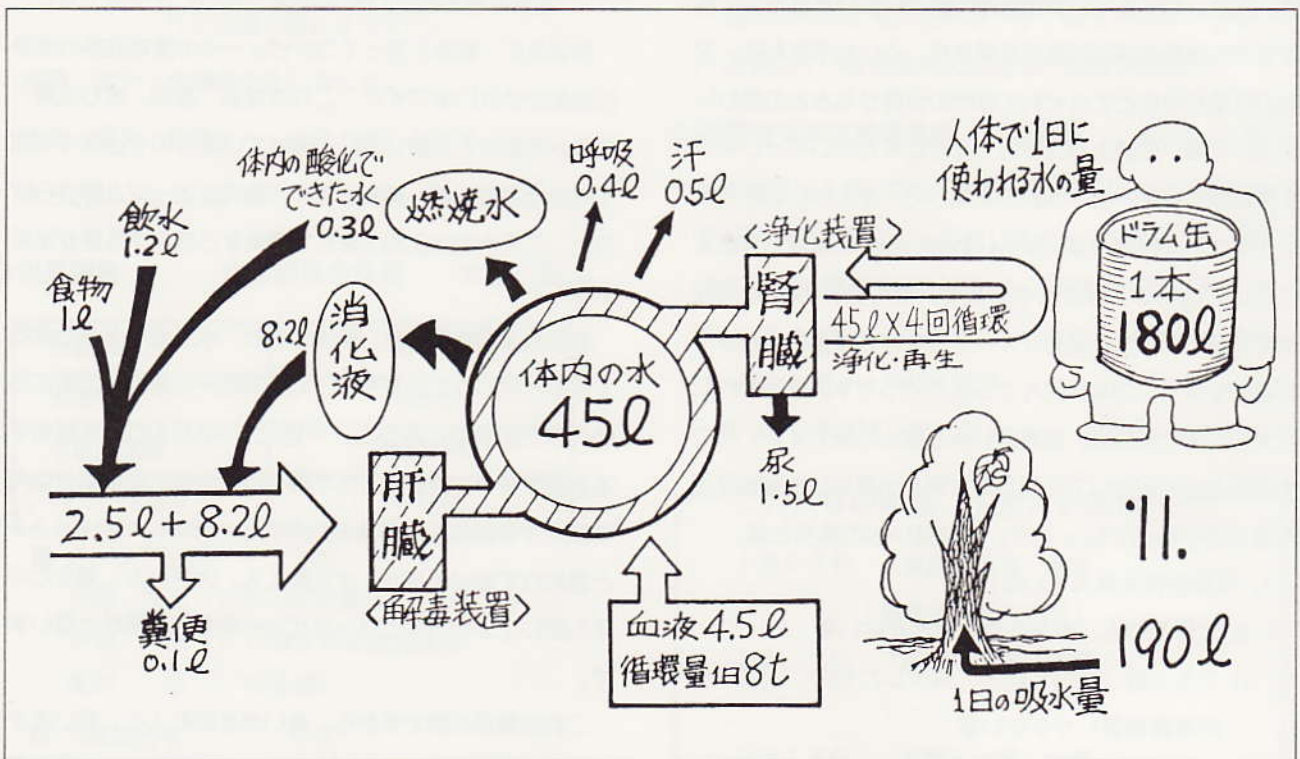 体内の酸化で
できた水
0.3ℓ
飲水
1.2ℓ
食物
1ℓ
燃焼水
呼吸
0.4ℓ
汗
0.5ℓ
8.2ℓ
消化液
2.5ℓ + 8.2ℓ
糞便
0.1ℓ
肝臓
〈解毒装置〉
体内の水
45ℓ
血液4.5ℓ
循環量1日8t
〈浄化装置〉
腎臓
45ℓ×4回循環
浄化・再生
尿
1.5ℓ
人体で1日に
使われる水の量
ドラム缶
1本
180ℓ
190ℓ
1日の吸水量